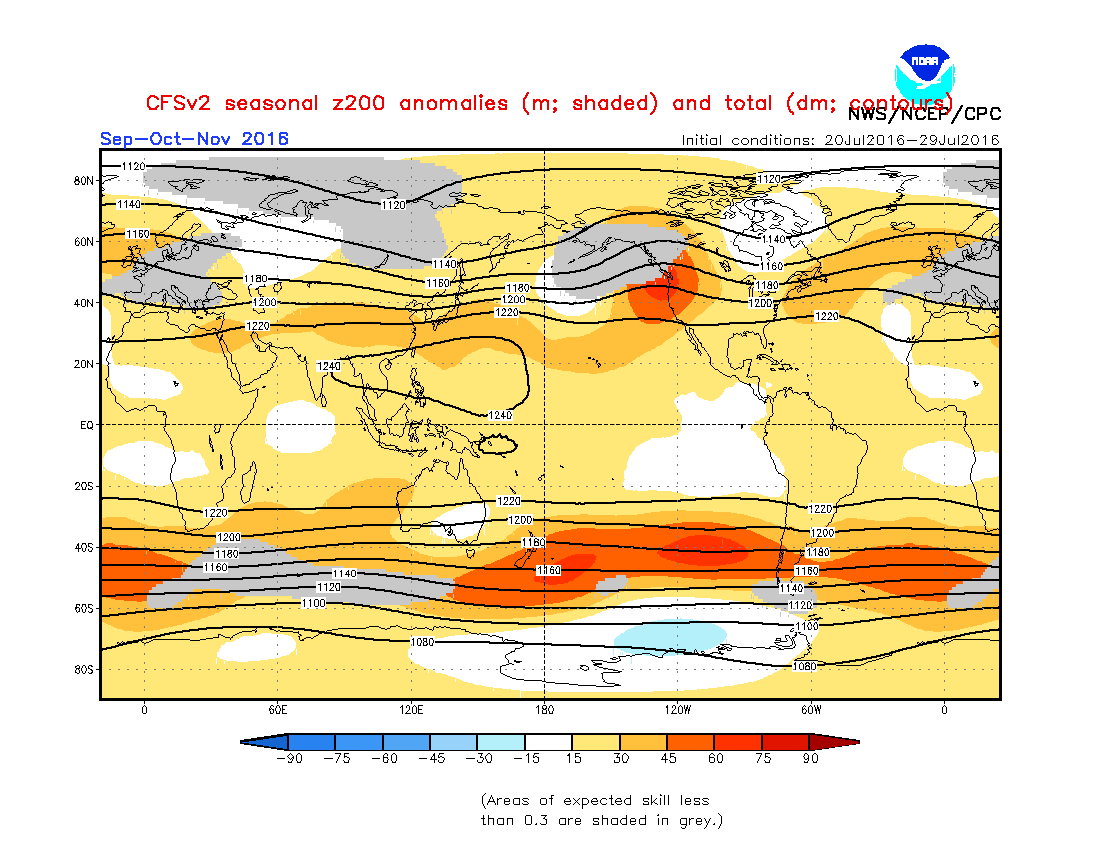 NOAA
CFSv2 seasonal z200 anomalies (m; shaded) and total (dm; contours)
NWS/NCEP/CPC
Sep-Oct-Nov 2016
Initial conditions: 20Jul2016-29Jul2016
80N
60N
40N
20N
EQ
20S
40S
60S
80S
1120
1120
1120
1140
1140
1140
1160
1160
1160
1180
1180
1180
1200
1200
1200
1220
1220
1220
1240
1240
1220
1220
1220
1200
1200
1200
1180
1180
1180
1160
1160
1160
1140
1140
1120
1120
1100
1100
1080
1080
0 60E 120E 180 120W 60W 0
-90 -75 -60 -45 -30 -15 15 30 45 60 75 90
(Areas of expected skill less
than 0.3 are shaded in grey.)